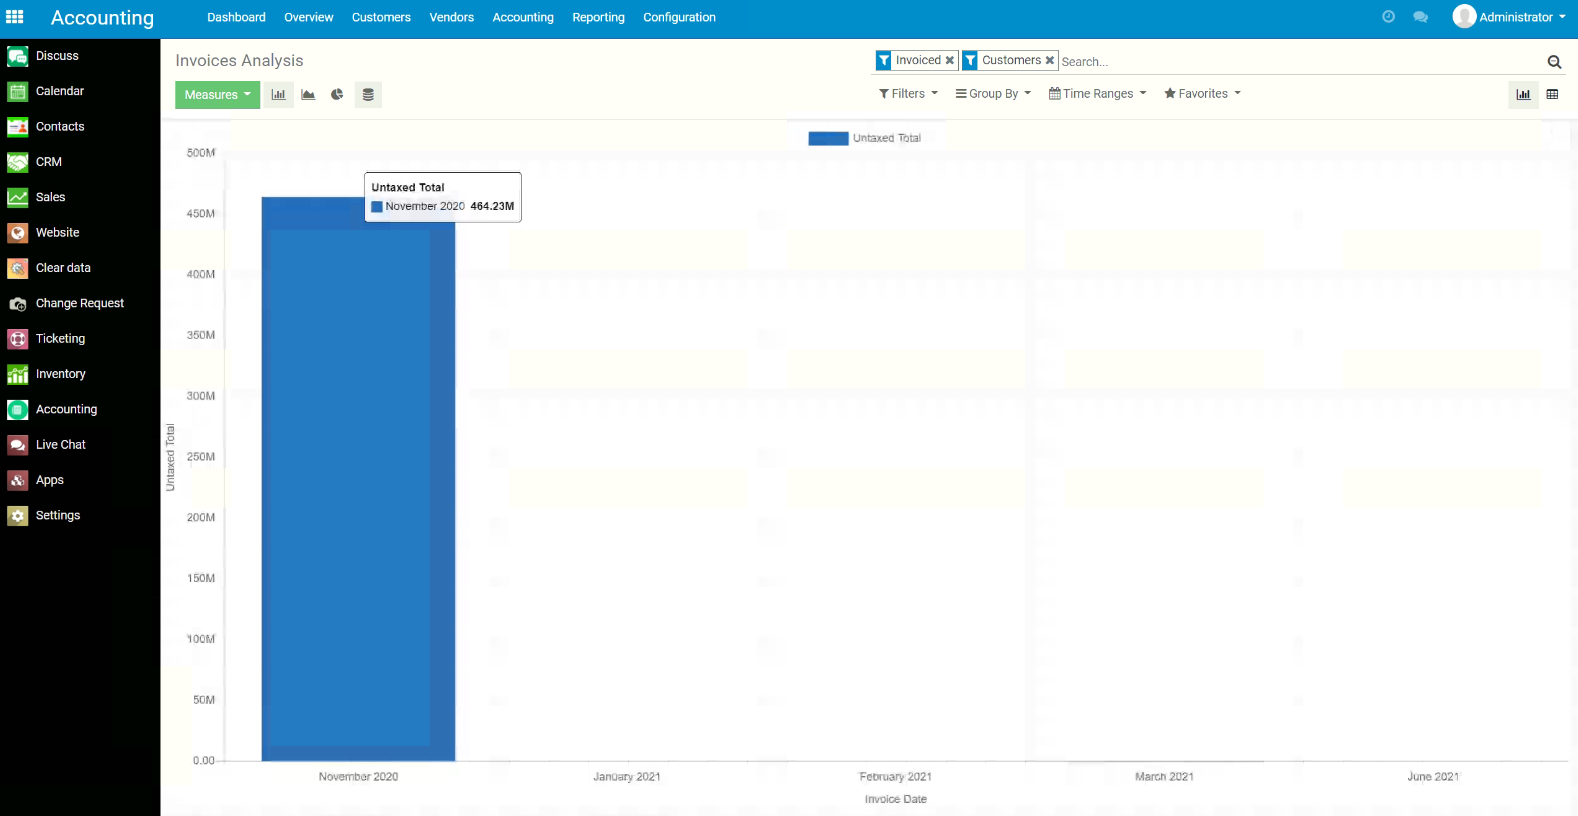 Accounting
Dashboard Overview Customers Vendors Accounting Reporting Configuration
Administrator
Discuss
Calendar
Contacts
CRM
Sales
Website
Clear data
Change Request
Ticketing
Inventory
Accounting
Live Chat
Apps
Settings
Invoices Analysis
Invoiced Customers Search...
Measures
Filters Group By Time Ranges Favorites
Untaxed Total
500M
450M
400M
350M
300M
250M
200M
150M
100M
50M
0.00
Untaxed Total
Untaxed Total
November 2020 464.23M
November 2020 January 2021 February 2021 March 2021 June 2021
Invoice Date